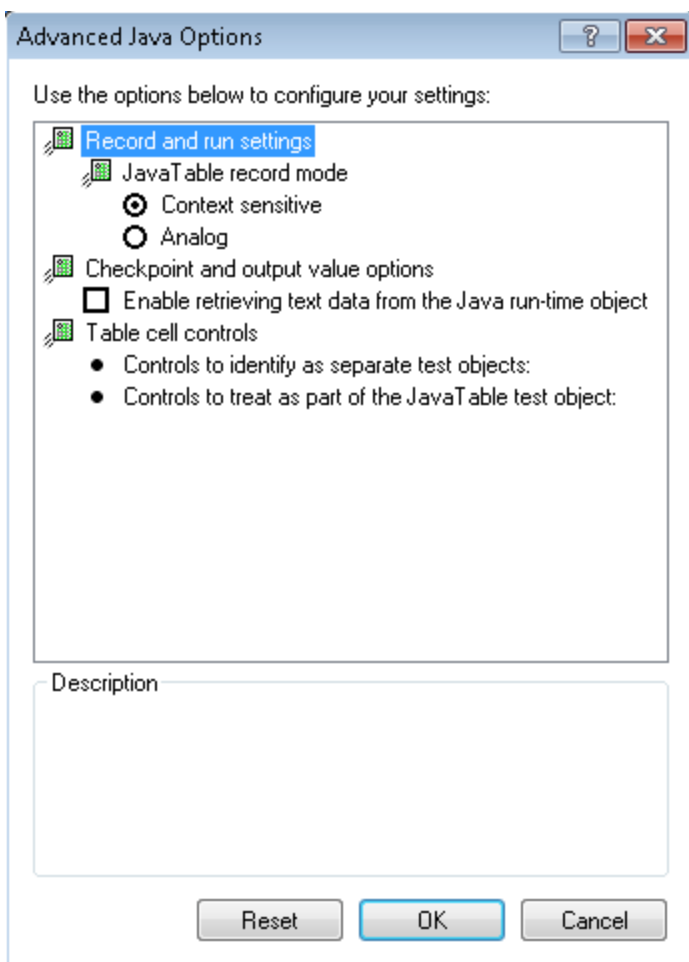 Advanced Java Options
Use the options below to configure your settings:
Record and run settings
JavaTable record mode
Context sensitive
Analog
Checkpoint and output value options
Enable retrieving text data from the Java run-time object
Table cell controls
Controls to identify as separate test objects:
Controls to treat as part of the JavaTable test object:
Description
Reset OK Cancel